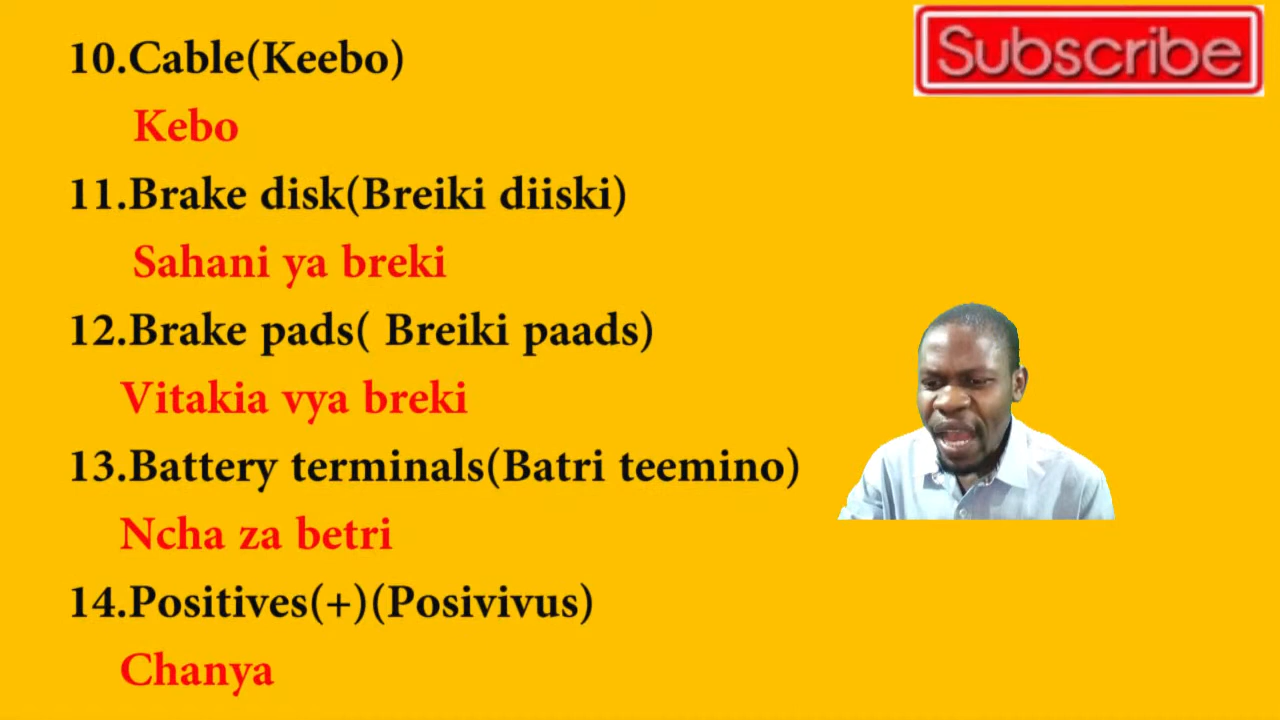 10.Cable(Keebo)
Subscribe
Kebo
11.Brake disk(Breiki diiski)
Sahani ya breki
12.Brake pads( Breiki paads)
Vitakia vya breki
13.Battery terminals(Batri teemino)
Ncha za betri
14.Positives(+)(Posivivus)
Chanya